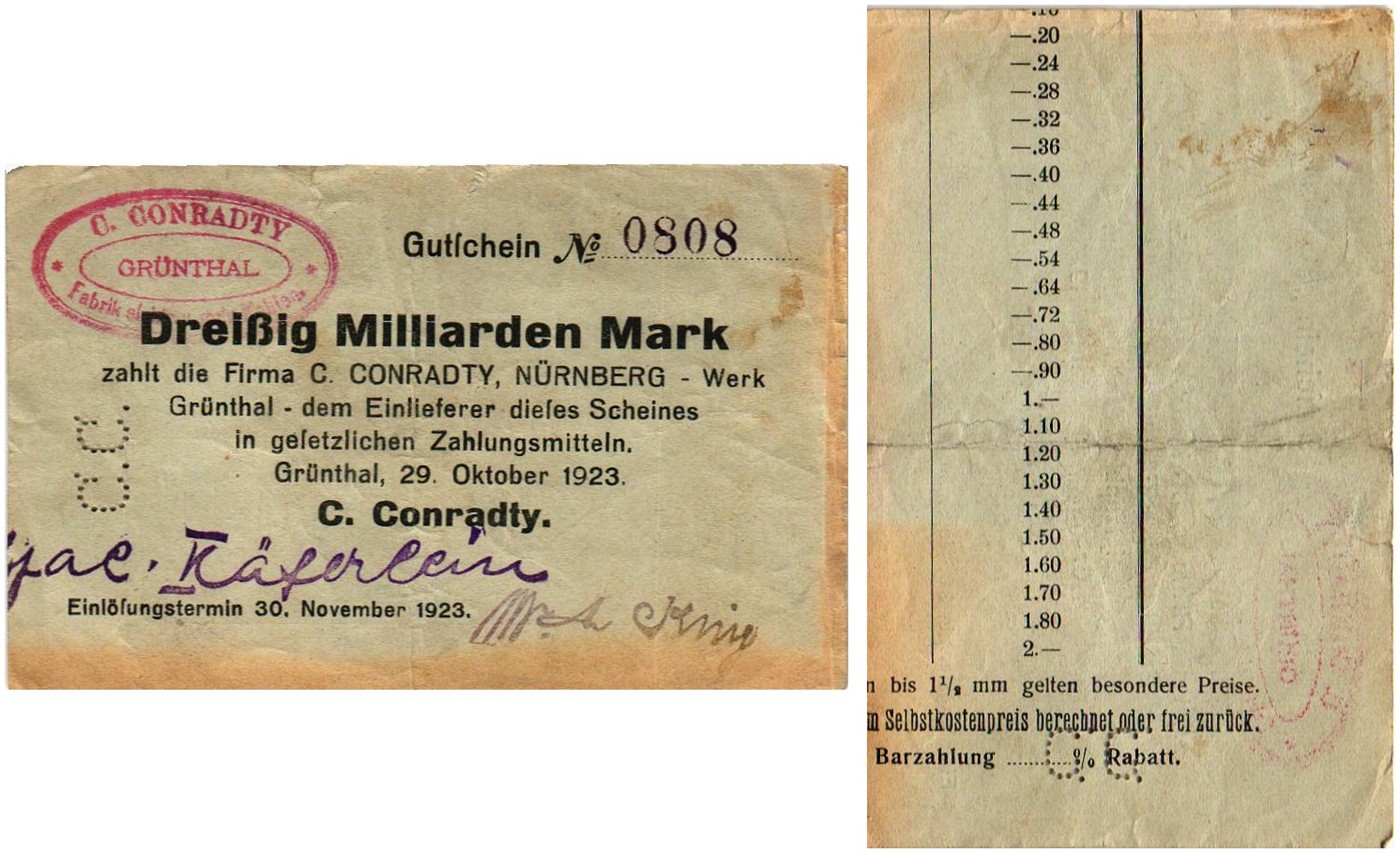 C. CONRADTY
GRÜNTHAL
Fabrik
Gutſchein № 0808
Dreißig Milliarden Mark
zahlt die Firma C. CONRADTY, NÜRNBERG - Werk
Grünthal - dem Einlieferer dieſes Scheines
in geſetzlichen Zahlungsmitteln.
Grünthal, 29. Oktober 1923.
C. Conradty.
C C
Käferlein
Einlöſungstermin 30. November 1923.
—.20
—.24
—.28
—.32
—.36
—.40
—.44
—.48
—.54
—.64
—.72
—.80
—.90
1.—
1.10
1.20
1.30
1.40
1.50
1.60
1.70
1.80
2.—
n bis 1½ mm gelten besondere Preise.
Selbstkostenpreis berechnet oder frei zurück.
Barzahlung ..........% Rabatt.
C C